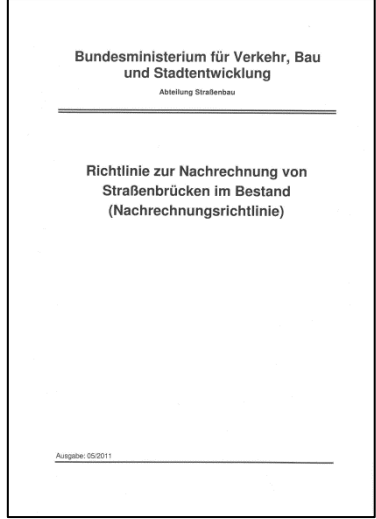 Bundesministerium für Verkehr, Bau
und Stadtentwicklung
Abteilung Straßenbau
Richtlinie zur Nachrechnung von
Straßenbrücken im Bestand
(Nachrechnungsrichtlinie)
Ausgabe: 05/2011